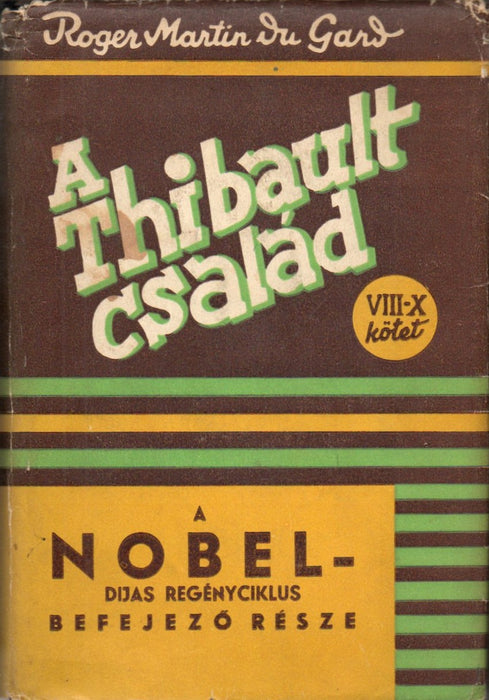 Roger Martin du Gard
A
Thibault
család
VIII-X
kötet
A
NOBEL-
DIJAS REGÉNYCIKLUS
BEFEJEZŐ RÉSZE